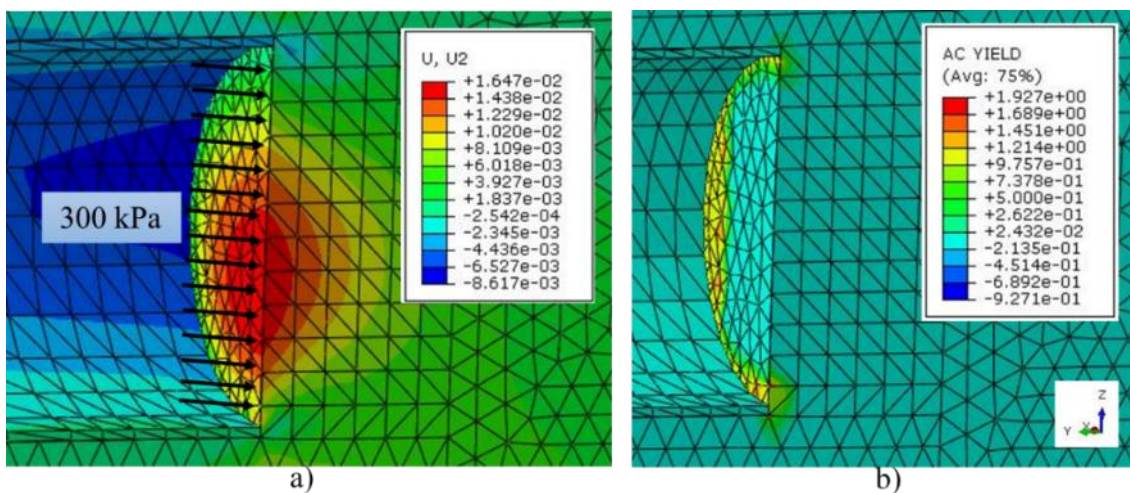 U, U2
+1.647e-02
+1.438e-02
+1.229e-02
+1.020e-02
+8.109e-03
+6.018e-03
+3.927e-03
+1.837e-03
-2.542e-04
-2.345e-03
-4.436e-03
-6.527e-03
-8.617e-03
300 kPa
a)
AC YIELD
(Avg: 75%)
+1.927e+00
+1.689e+00
+1.451e+00
+1.214e+00
+9.757e-01
+7.378e-01
+5.000e-01
+2.622e-01
+2.432e-02
-2.135e-01
-4.514e-01
-6.892e-01
-9.271e-01
Z
Y X
b)